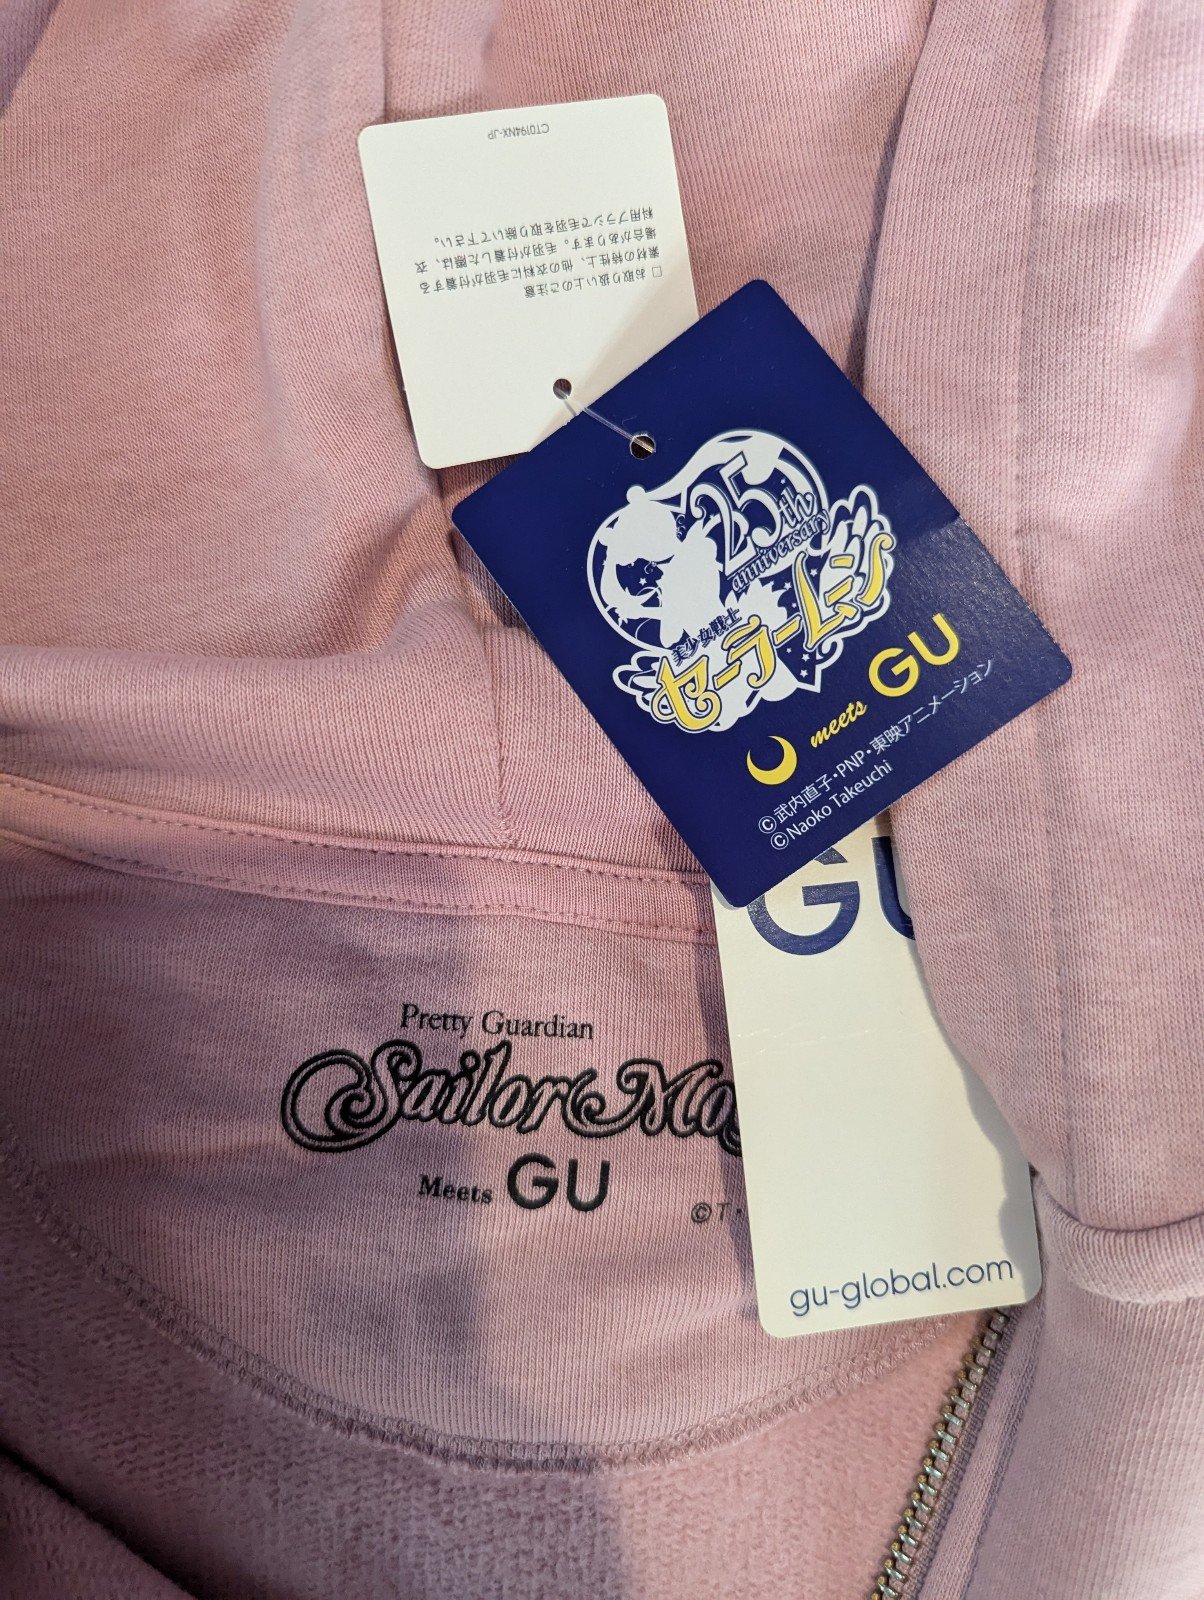 CT0194NX-JP
お取り扱い上のご注意
□ 素材の特性上、他の衣料に毛羽が付着する
場合があります。毛羽が付着した際は、衣
料用ブラシで毛羽を取り除いて下さい。
25th
anniversary
美少女戦士
セーラームーン
meets GU
©武内直子・PNP・東映アニメーション
©Naoko Takeuchi
GU
Pretty Guardian
Sailor Moo
Meets GU
©T・
gu-global.com